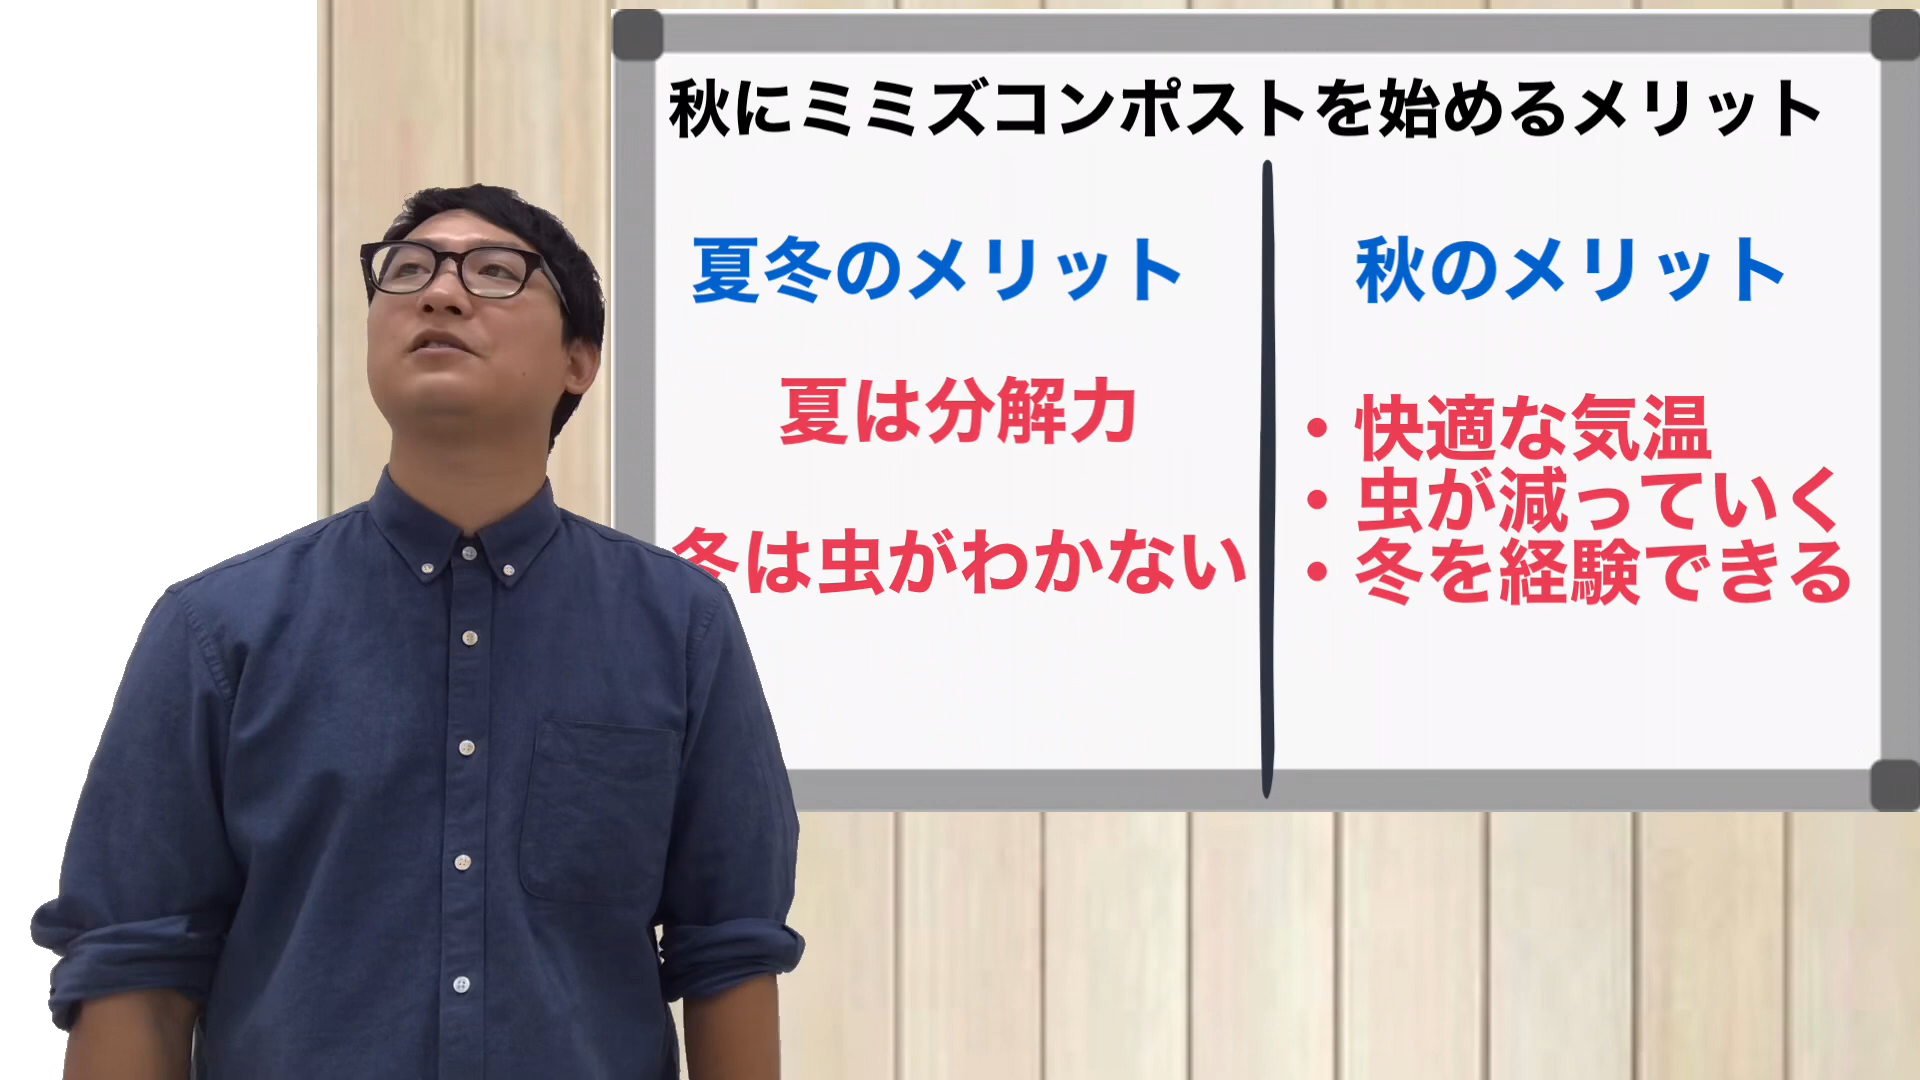 秋にミミズコンポストを始めるメリット
夏冬のメリット
夏は分解力
冬は虫がわかない
秋のメリット
・快適な気温
・虫が減っていく
・冬を経験できる